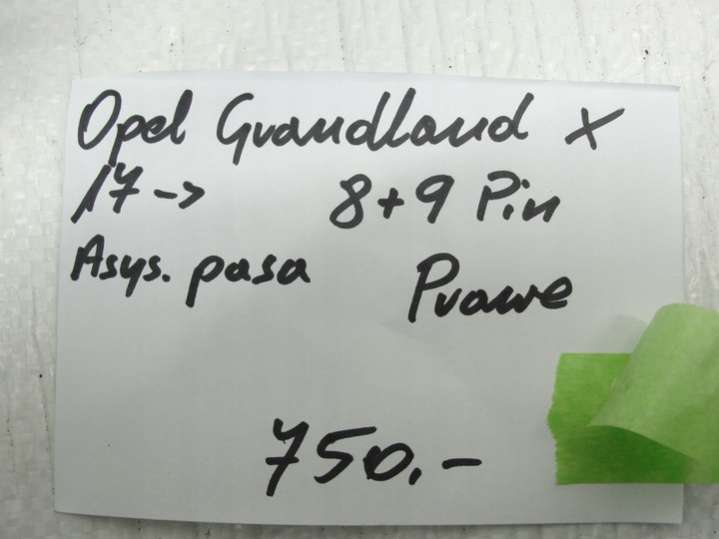 Opel Grandland X
17-> 8+9 Pin
Asys. pasa Prawe
750.-